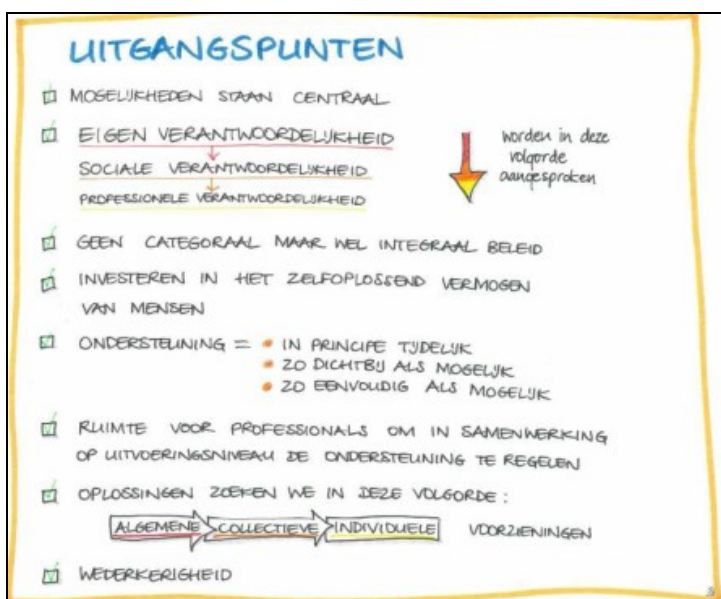 UITGANGSPUNTEN
MOGELIJKHEDEN STAAN CENTRAAL
EIGEN VERANTWOORDELIJKHEID
SOCIALE VERANTWOORDELIJKHEID
PROFESSIONELE VERANTWOORDELIJKHEID
worden in deze
volgorde
aangesproken
GEEN CATEGORAAL MAAR WEL INTEGRAAL BELEID
INVESTEREN IN HET ZELFOPLOSSEND VERMOGEN
VAN MENSEN
ONDERSTEUNING = • IN PRINCIPE TIJDELIJK
• ZO DICHTBIJ ALS MOGELIJK
• ZO EENVOUDIG ALS MOGELIJK
RUIMTE VOOR PROFESSIONALS OM IN SAMENWERKING
OP UITVOERINGSNIVEAU DE ONDERSTEUNING TE REGELEN
OPLOSSINGEN ZOEKEN WE IN DEZE VOLGORDE:
ALGEMENE COLLECTIEVE INDIVIDUELE VOORZIENINGEN
WEDERKERIGHEID